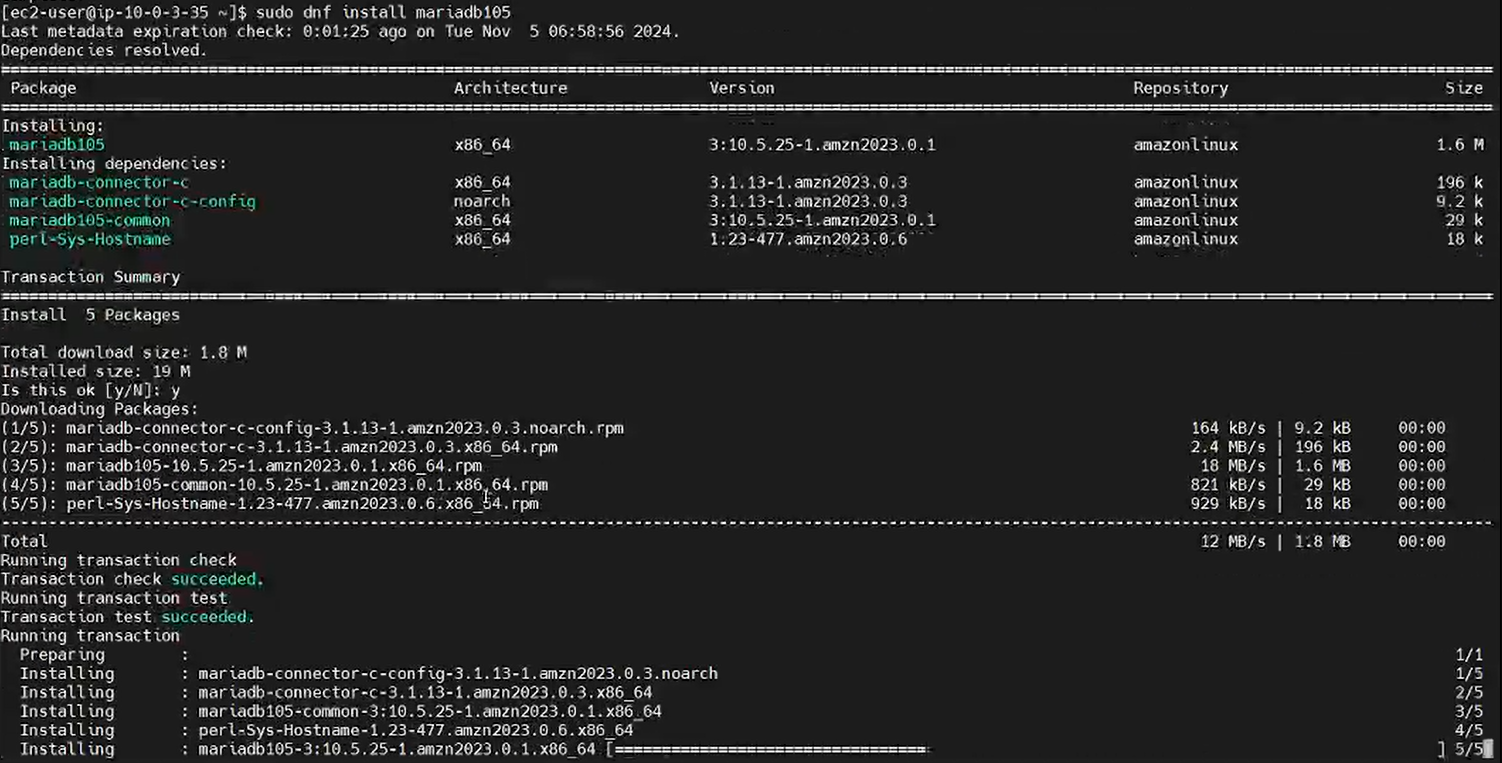 [ec2-user@ip-10-0-3-35 ~]$ sudo dnf install mariadb105
Last metadata expiration check: 0:01:25 ago on Tue Nov  5 06:58:56 2024.
Dependencies resolved.
Package Architecture Version Repository Size
Installing:
mariadb105 x86_64 3:10.5.25-1.amzn2023.0.1 amazonlinux 1.6 M
Installing dependencies:
mariadb-connector-c x86_64 3.1.13-1.amzn2023.0.3 amazonlinux 196 k
mariadb-connector-c-config noarch 3.1.13-1.amzn2023.0.3 amazonlinux 9.2 k
mariadb105-common x86_64 3:10.5.25-1.amzn2023.0.1 amazonlinux 29 k
perl-Sys-Hostname x86_64 1.23-477.amzn2023.0.6 amazonlinux 18 k
Transaction Summary
Install  5 Packages
Total download size: 1.8 M
Installed size: 19 M
Is this ok [y/N]: y
Downloading Packages:
(1/5): mariadb-connector-c-config-3.1.13-1.amzn2023.0.3.noarch.rpm 164 kB/s | 9.2 kB 00:00
(2/5): mariadb-connector-c-3.1.13-1.amzn2023.0.3.x86_64.rpm 2.4 MB/s | 196 kB 00:00
(3/5): mariadb105-10.5.25-1.amzn2023.0.1.x86_64.rpm 18 MB/s | 1.6 MB 00:00
(4/5): mariadb105-common-10.5.25-1.amzn2023.0.1.x86_64.rpm 821 kB/s | 29 kB 00:00
(5/5): perl-Sys-Hostname-1.23-477.amzn2023.0.6.x86_64.rpm 929 kB/s | 18 kB 00:00
Total 12 MB/s | 1.8 MB 00:00
Running transaction check
Transaction check succeeded.
Running transaction test
Transaction test succeeded.
Running transaction
Preparing : 1/1
Installing : mariadb-connector-c-config-3.1.13-1.amzn2023.0.3.noarch 1/5
Installing : mariadb-connector-c-3.1.13-1.amzn2023.0.3.x86_64 2/5
Installing : mariadb105-common-3:10.5.25-1.amzn2023.0.1.x86_64 3/5
Installing : perl-Sys-Hostname-1.23-477.amzn2023.0.6.x86_64 4/5
Installing : mariadb105-3:10.5.25-1.amzn2023.0.1.x86_64 [================================= ] 5/5